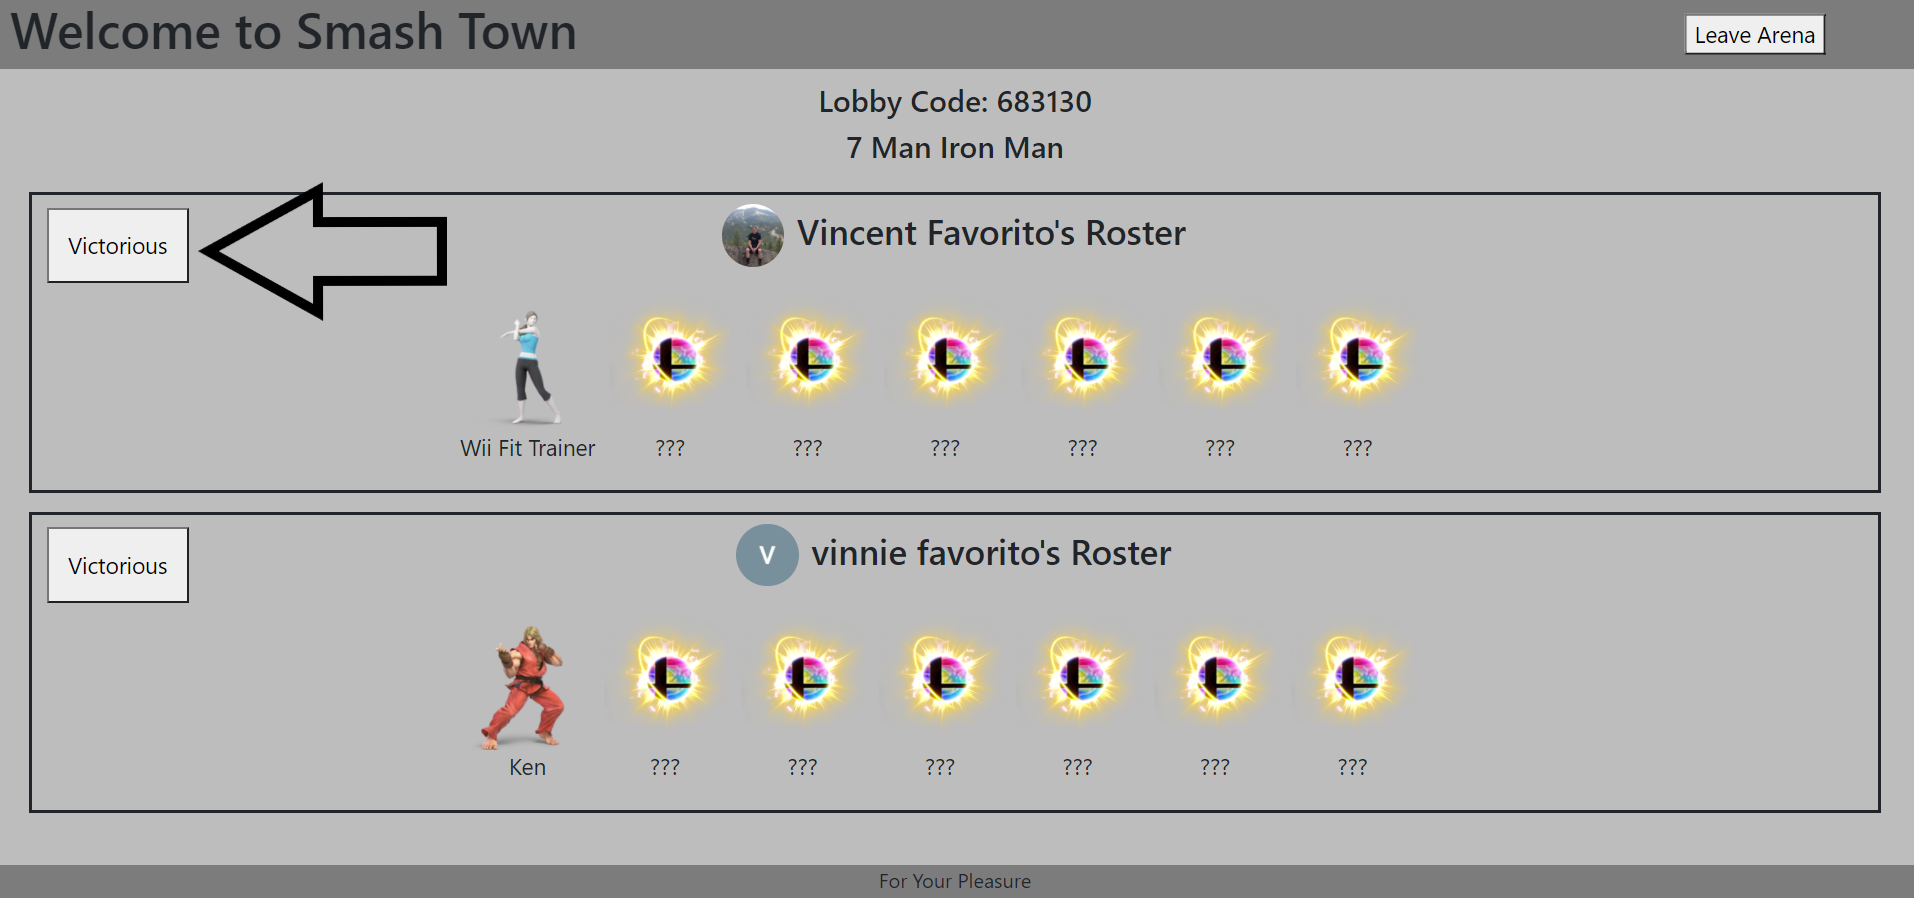 Welcome to Smash Town
Leave Arena
Lobby Code: 683130
7 Man Iron Man
Victorious
Vincent Favorito's Roster
Wii Fit Trainer ??? ??? ??? ??? ??? ???
Victorious
V
vinnie favorito's Roster
Ken ??? ??? ??? ??? ??? ???
For Your Pleasure